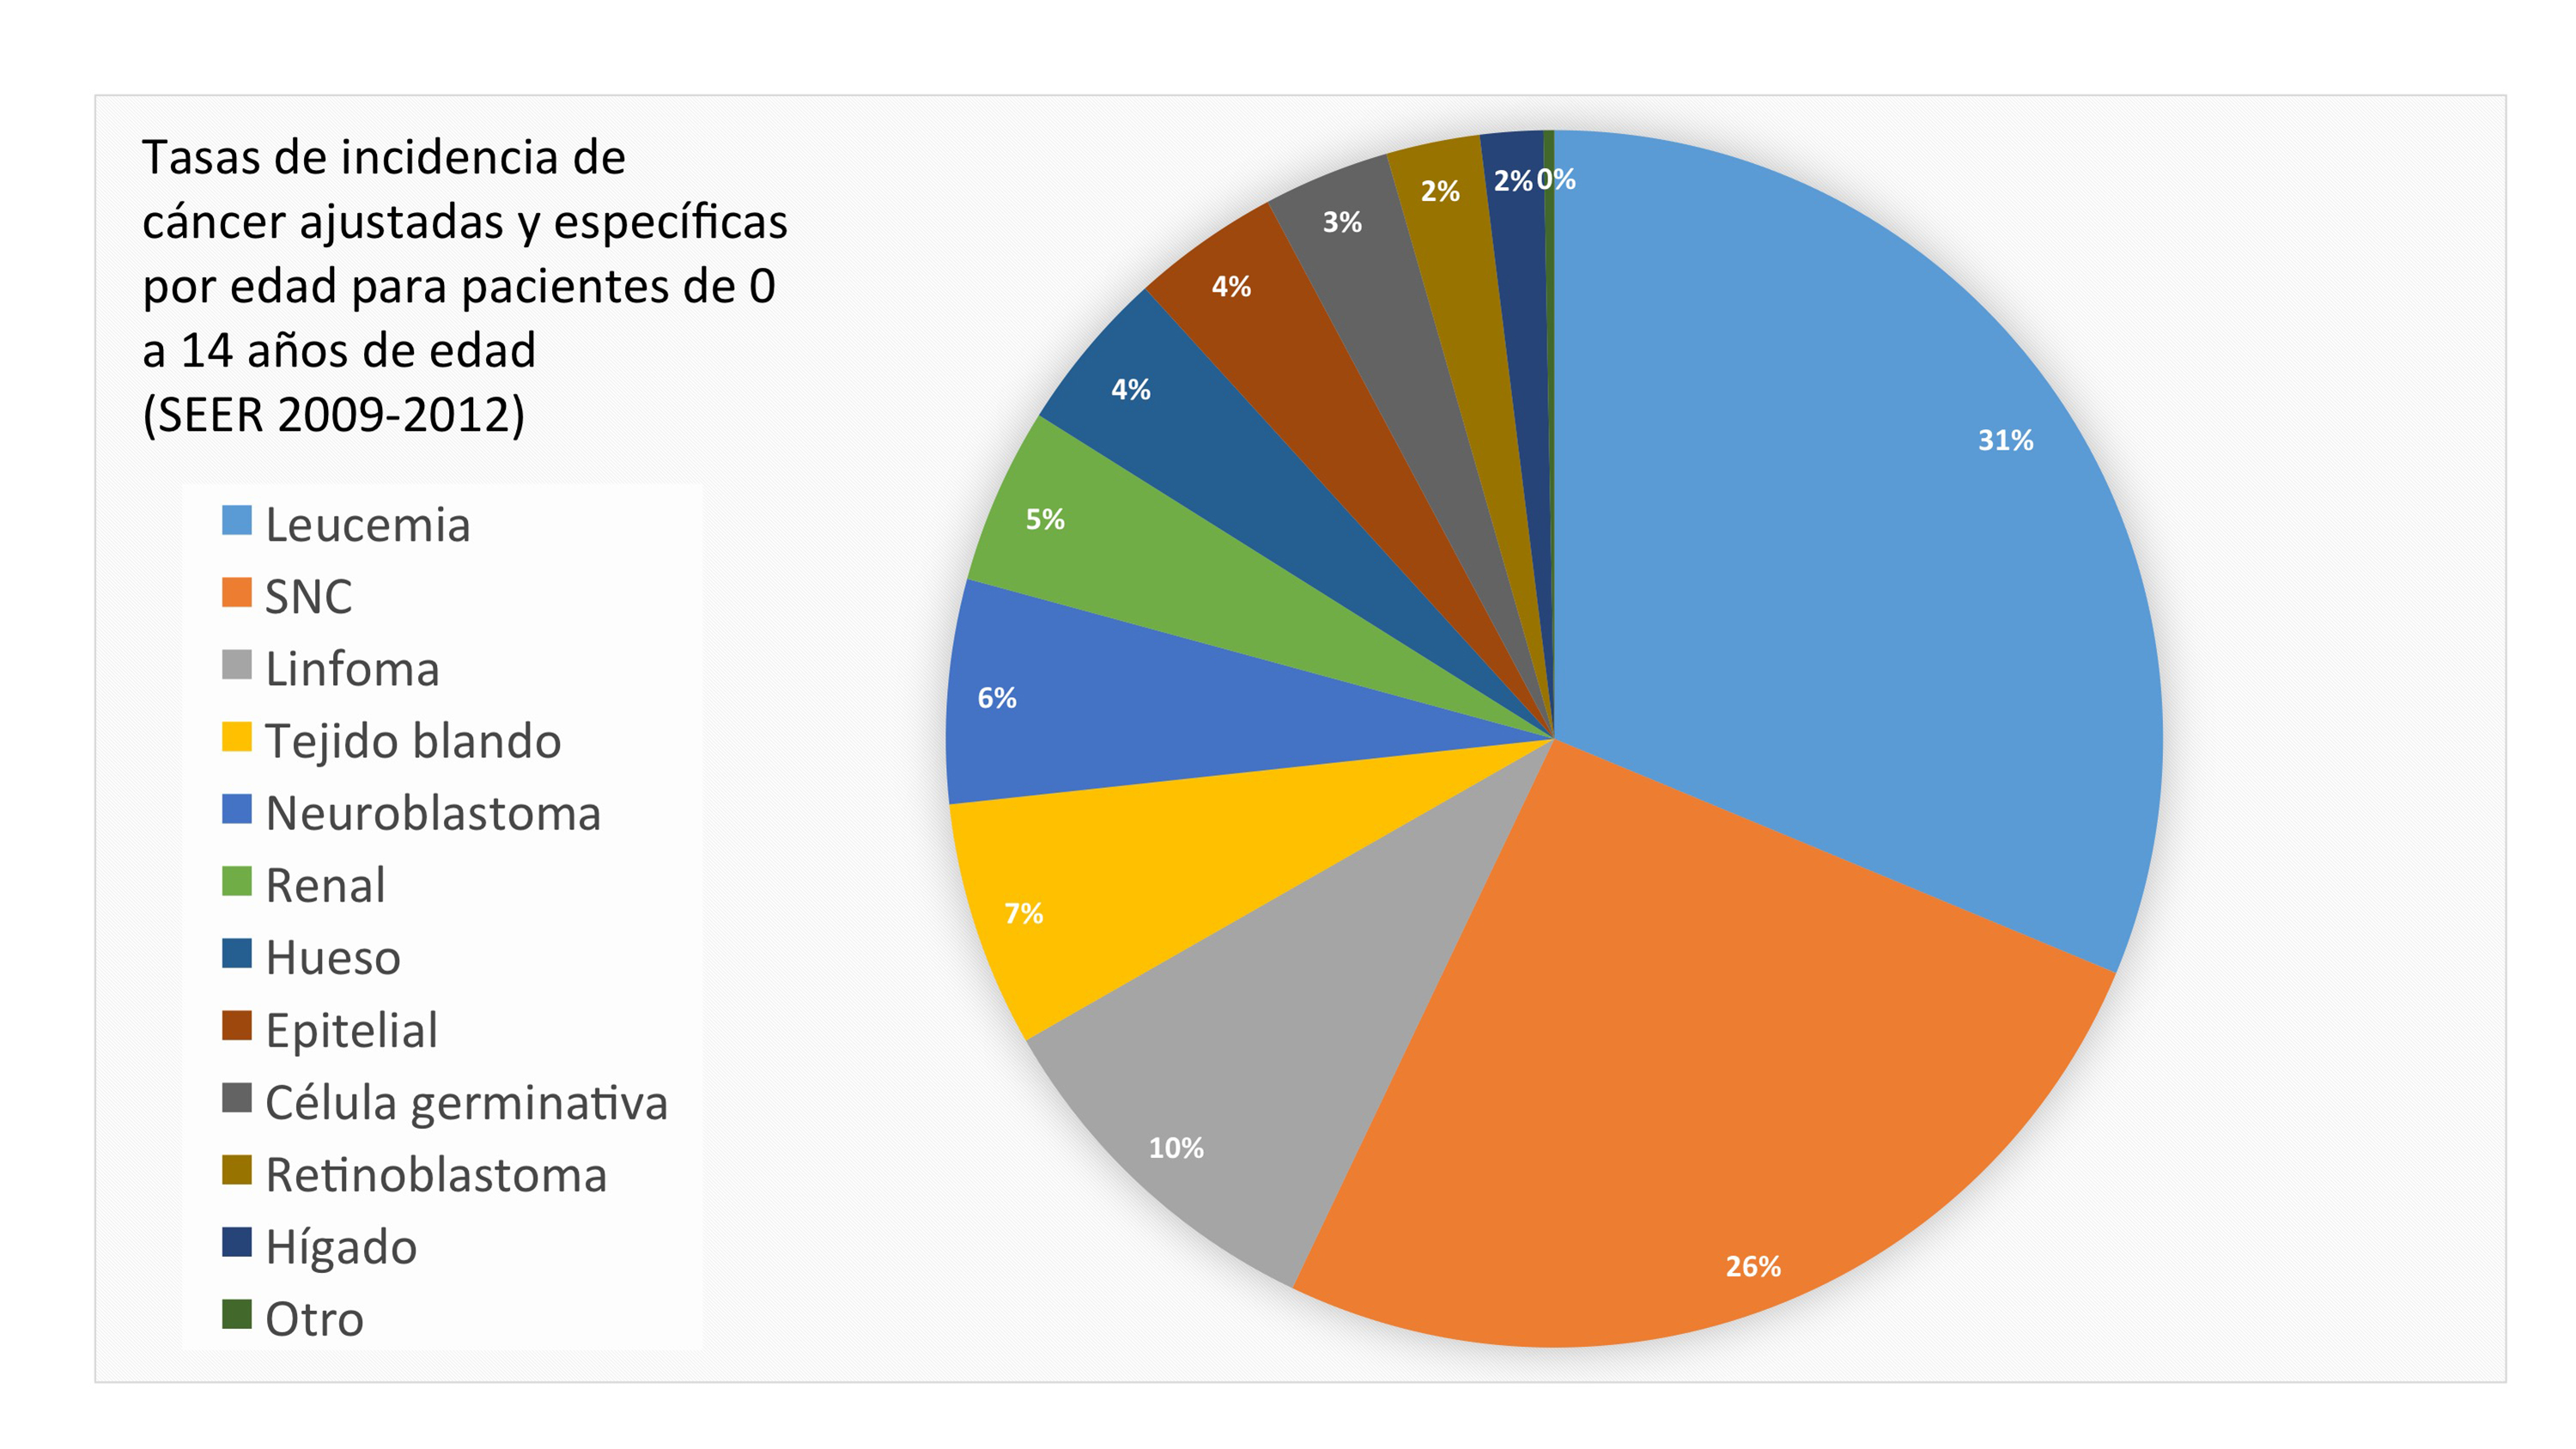 Tasas de incidencia de
cáncer ajustadas y específicas
por edad para pacientes de 0
a 14 años de edad
(SEER 2009-2012)
Leucemia
SNC
Linfoma
Tejido blando
Neuroblastoma
Renal
Hueso
Epitelial
Célula germinativa
Retinoblastoma
Hígado
Otro
31%
26%
10%
7%
6%
5%
4%
4%
3%
2%
2%
0%